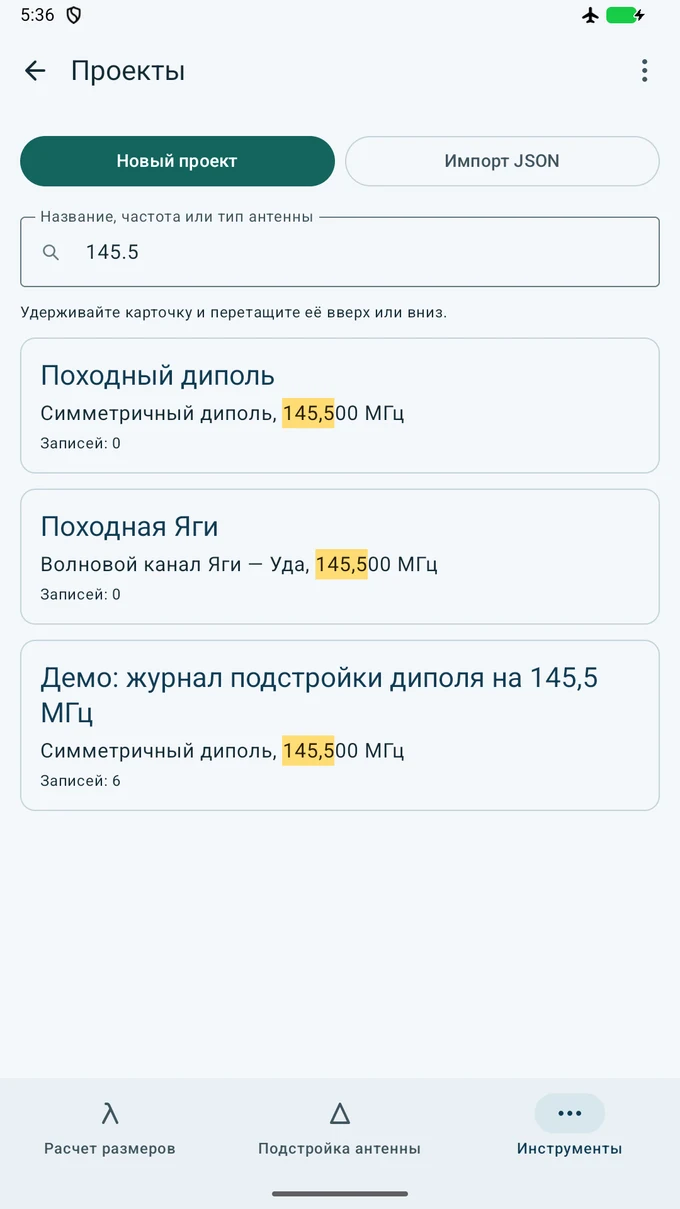 5:36
Проекты
Новый проект
Импорт JSON
Название, частота или тип антенны
145.5
Удерживайте карточку и перетащите её вверх или вниз.
Походный диполь
Симметричный диполь, 145,500 МГц
Записей: 0
Походная Яги
Волновой канал Яги — Уда, 145,500 МГц
Записей: 0
Демо: журнал подстройки диполя на 145,5
МГц
Симметричный диполь, 145,500 МГц
Записей: 6
λ
Δ
Расчет размеров
Подстройка антенны
Инструменты